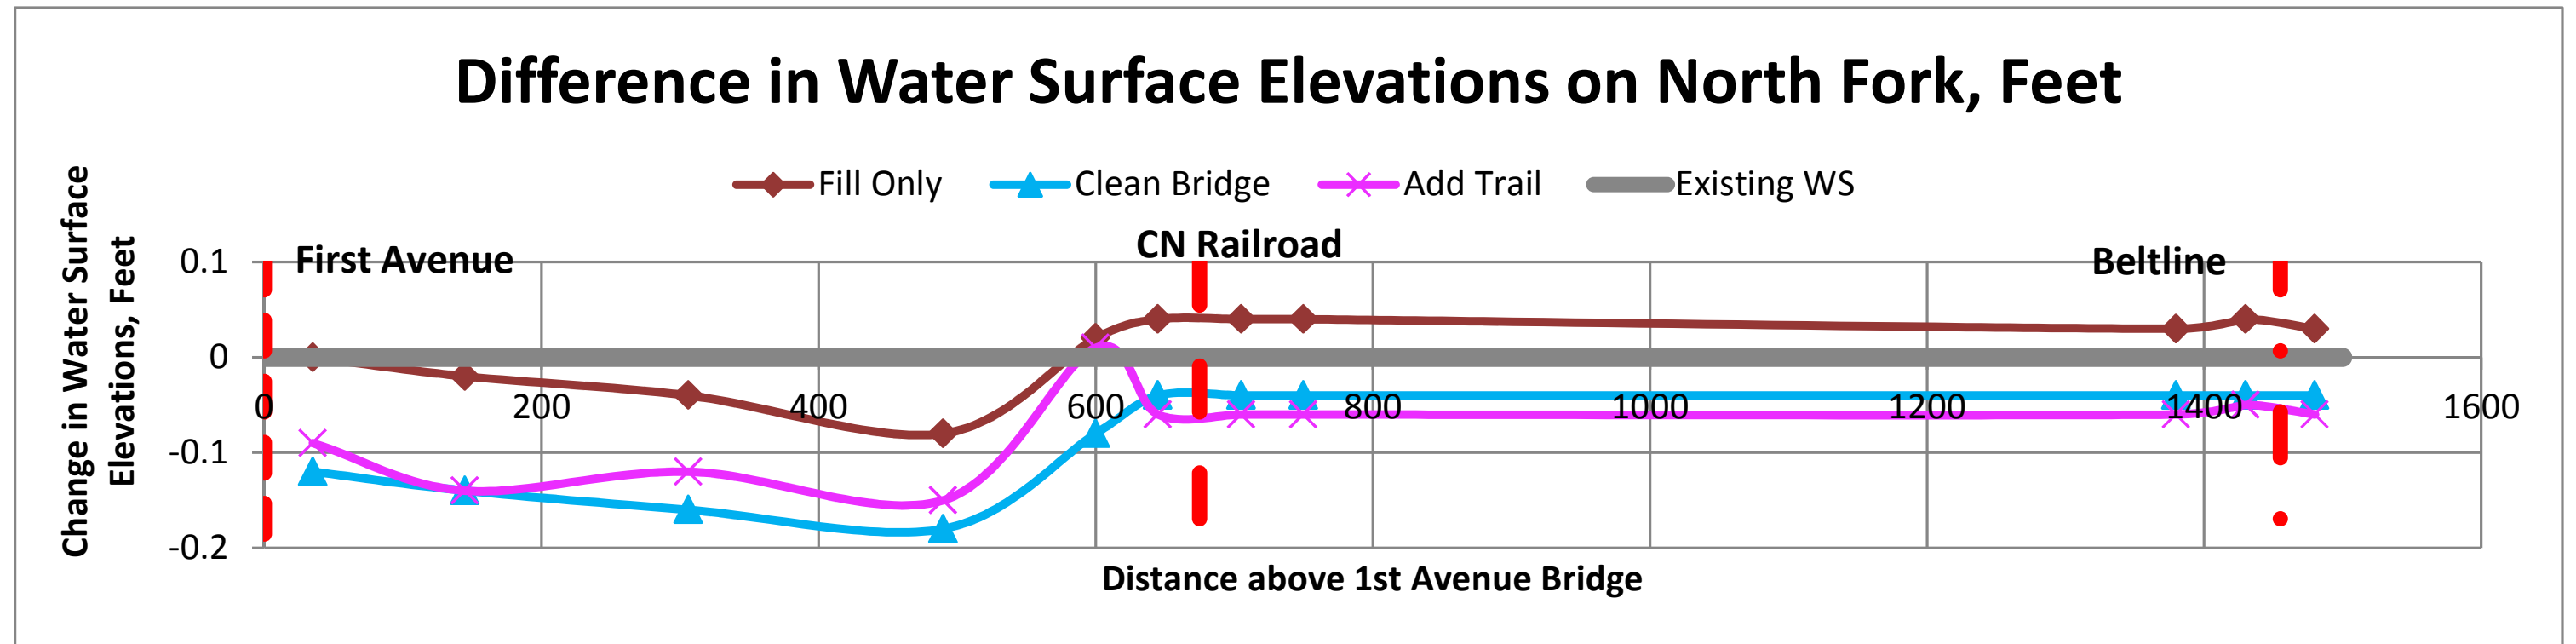 Difference in Water Surface Elevations on North Fork, Feet
Fill Only Clean Bridge Add Trail Existing WS
Change in Water Surface
Elevations, Feet
First Avenue
CN Railroad
Beltline
0.1
0
-0.1
-0.2
0 200 400 600 800 1000 1200 1400 1600
Distance above 1st Avenue Bridge